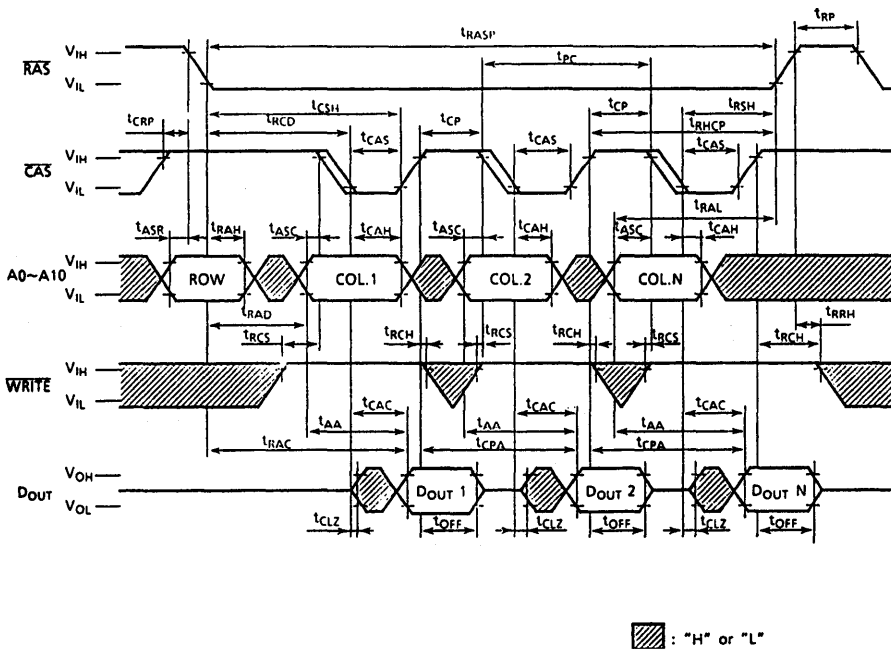 tRP
tRASP
VIH
RAS
tPC
VIL
tCSH
tCP
tRSH
tCRP
tRCD
tCP
tRHCP
tCAS
tCAS
tCAS
VIH
CAS
VIL
tRAL
tASR
tRAH
tASC
tCAH
tASC
tCAH
tASC
tCAH
VIH
A0~A10
ROW
COL.1
COL.2
COL.N
VIL
tRAD
tRRH
tRCS
tRCH
tRCS
tRCH
tRCS
tRCH
VIH
WRITE
VIL
tCAC
tCAC
tCAC
tAA
tAA
tAA
tRAC
tCPA
tCPA
VOH
DOUT
DOUT 1
DOUT 2
DOUT N
VOL
tCLZ
tOFF
tCLZ
tOFF
tCLZ
tOFF
: "H" or "L"